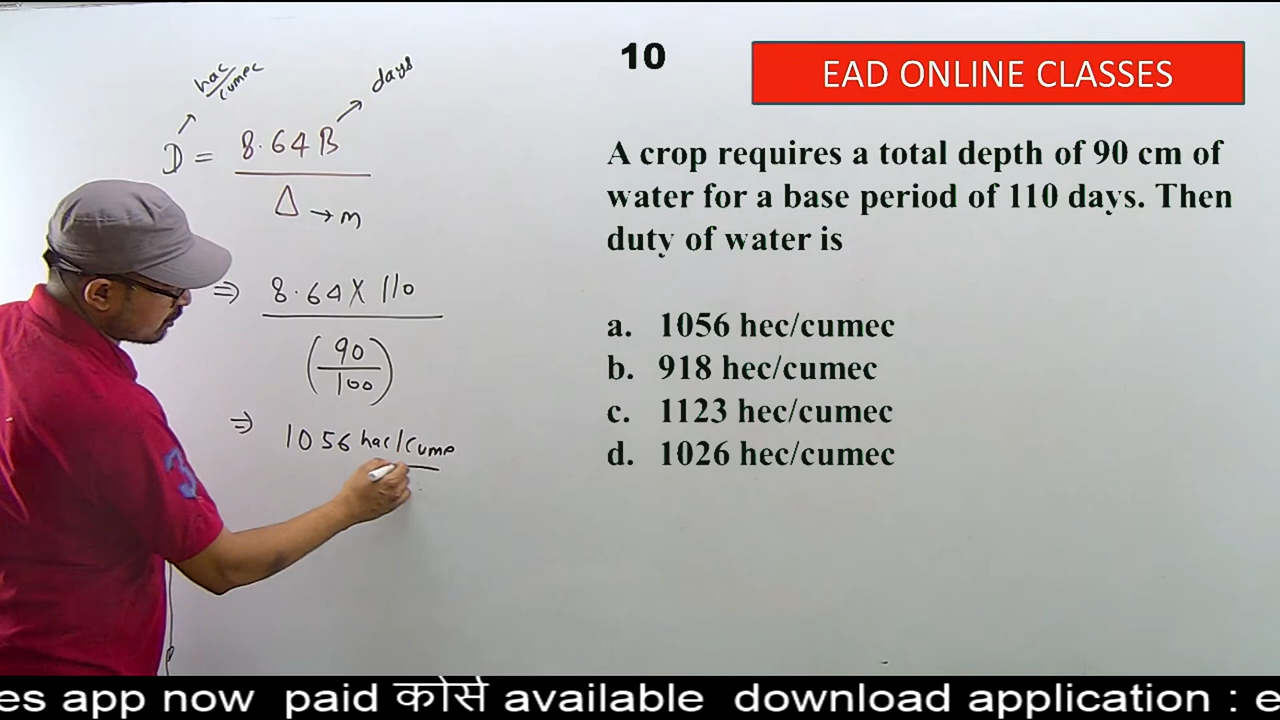 10
EAD ONLINE CLASSES
A crop requires a total depth of 90 cm of
water for a base period of 110 days. Then
duty of water is
a. 1056 hec/cumec
b. 918 hec/cumec
c. 1123 hec/cumec
d. 1026 hec/cumec
hac/cumec
days
D = 8.64 B
Δ → m
⇒ 8.64 X 110
(90/100)
⇒ 1056 hac/cume
3
es app now paid कोर्स available download application : e